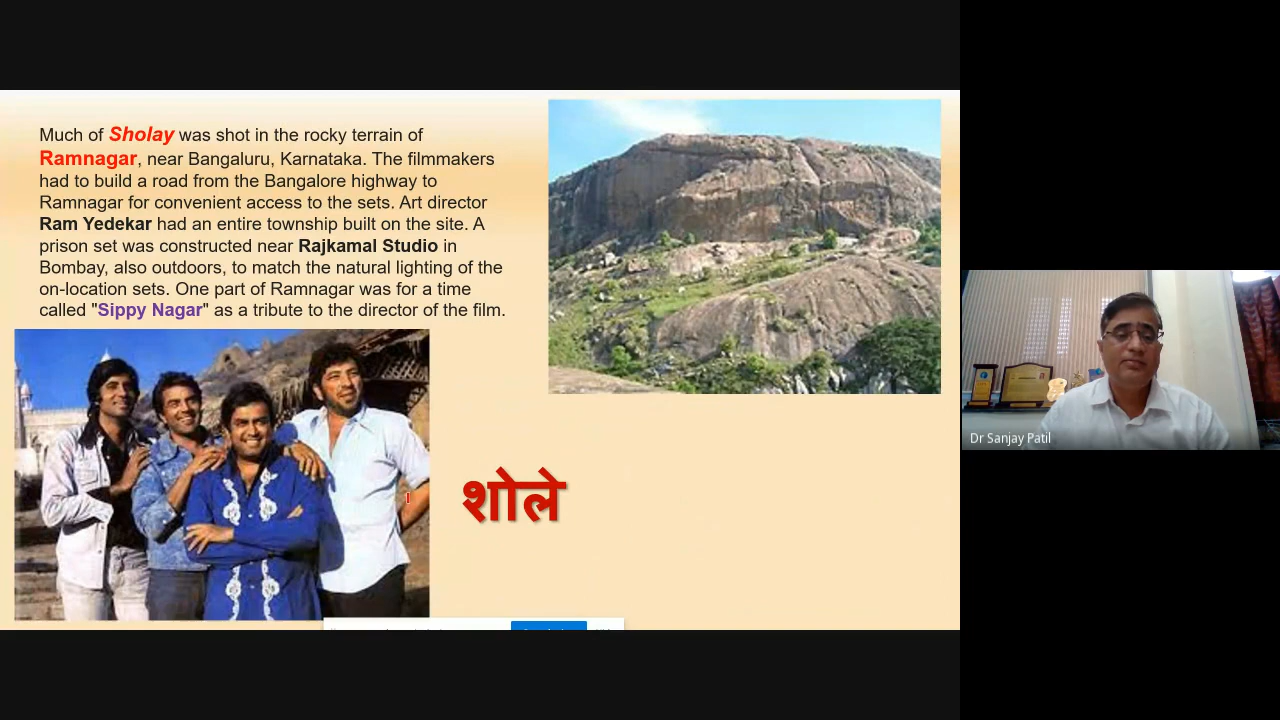 Much of Sholay was shot in the rocky terrain of
Ramnagar, near Bangaluru, Karnataka. The filmmakers
had to build a road from the Bangalore highway to
Ramnagar for convenient access to the sets. Art director
Ram Yedekar had an entire township built on the site. A
prison set was constructed near Rajkamal Studio in
Bombay, also outdoors, to match the natural lighting of the
on-location sets. One part of Ramnagar was for a time
called "Sippy Nagar" as a tribute to the director of the film.
शोले
Dr Sanjay Patil